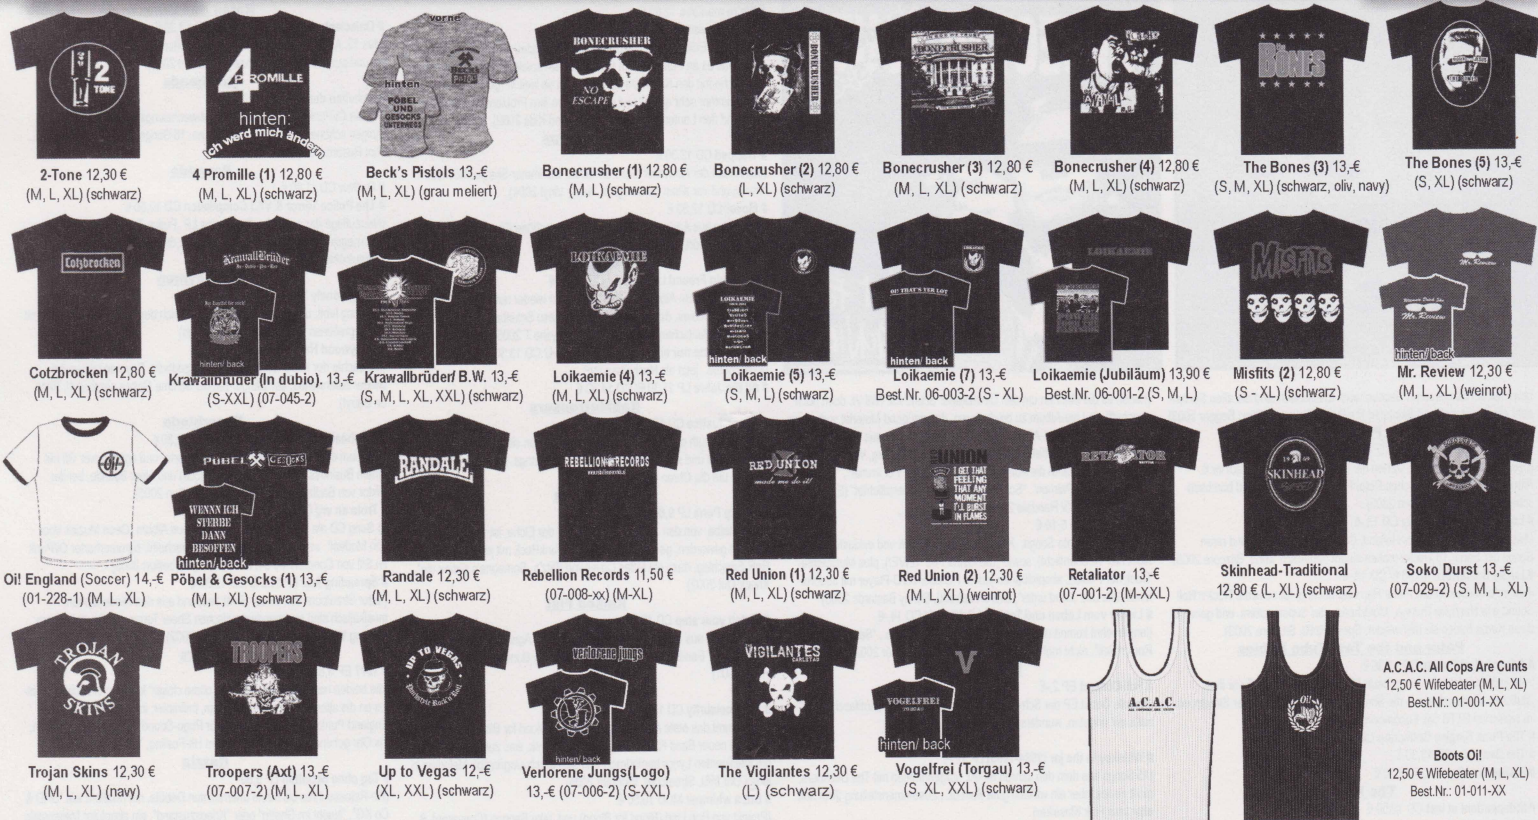 2 TONE
4 PROMILLE
hinten:
Ich werd mich ändern
vorne
BECK'S PISTOLS
hinten
PÖBEL
UND
GESOCKS
UNTERWEGS
BONECRUSHER
NO
ESCAPE
BONECRUSHER
BONECRUSHER
BONES
2-Tone 12,30 €
(M, L, XL) (schwarz)
4 Promille (1) 12,80 €
(M, L, XL) (schwarz)
Beck's Pistols 13,-€
(M, L, XL) (grau meliert)
Bonecrusher (1) 12,80 €
(M, L) (schwarz)
Bonecrusher (2) 12,80 €
(L, XL) (schwarz)
Bonecrusher (3) 12,80 €
(M, L, XL) (schwarz)
Bonecrusher (4) 12,80 €
(M, L, XL) (schwarz)
The Bones (3) 13,-€
(S, M, XL) (schwarz, oliv, navy)
The Bones (5) 13,-€
(S, XL) (schwarz)
Cotzbrocken
KrawallBrüder
hinten/ back
LOIKAEMIE
LOIKAEMIE
hinten/ back
OI! THAT'S YER LOT
hinten/ back
LOIKAEMIE
MISFITS
Mr. Review
Mr. Review
hinten/ back
Cotzbrocken 12,80 €
(M, L, XL) (schwarz)
Krawallbrüder (In dubio). 13,-€
(S-XXL) (07-045-2)
Krawallbrüder/ B.W. 13,-€
(S, M, L, XL, XXL) (schwarz)
Loikaemie (4) 13,-€
(M, L, XL) (schwarz)
Loikaemie (5) 13,-€
(S, M, L) (schwarz)
Loikaemie (7) 13,-€
Best.Nr. 06-003-2 (S - XL)
Loikaemie (Jubiläum) 13,90 €
Best.Nr. 06-001-2 (S, M, L)
Misfits (2) 12,80 €
(S - XL) (schwarz)
Mr. Review 12,30 €
(M, L, XL) (weinrot)
Oi!
PÖBEL GESOCKS
WENNN ICH
STERBE
DANN
BESOFFEN
hinten/ back
RANDALE
REBELLION RECORDS
RED UNION
made me do it!
UNION
I GET THAT
FEELING
THAT ANY
MOMENT
I'LL BURST
IN FLAMES
RETALIATOR
1969
SKINHEAD
Oi! England (Soccer) 14,-€
(01-228-1) (M, L, XL)
Pöbel & Gesocks (1) 13,-€
(M, L, XL) (schwarz)
Randale 12,30 €
(M, L, XL) (schwarz)
Rebellion Records 11,50 €
(07-008-xx) (M-XL)
Red Union (1) 12,30 €
(M, L, XL) (schwarz)
Red Union (2) 12,30 €
(M, L, XL) (weinrot)
Retaliator 13,-€
(07-001-2) (M-XXL)
Skinhead-Traditional
12,80 € (L, XL) (schwarz)
Soko Durst 13,-€
(07-029-2) (S, M, L, XL)
TROJAN
SKINS
TROOPERS
UP TO VEGAS
verlorene jungs
hinten/ back
VIGILANTES
V
VOGELFREI
hinten/ back
A.C.A.C.
ALL COPS ARE CUNTS
Oi!
Trojan Skins 12,30 €
(M, L, XL) (navy)
Troopers (Axt) 13,-€
(07-007-2) (M, L, XL)
Up to Vegas 12,-€
(XL, XXL) (schwarz)
Verlorene Jungs(Logo)
13,-€ (07-006-2) (S-XXL)
The Vigilantes 12,30 €
(L) (schwarz)
Vogelfrei (Torgau) 13,-€
(S, XL, XXL) (schwarz)
A.C.A.C. All Cops Are Cunts
12,50 € Wifebeater (M, L, XL)
Best.Nr.: 01-001-XX
Boots Oi!
12,50 € Wifebeater (M, L, XL)
Best.Nr.: 01-011-XX